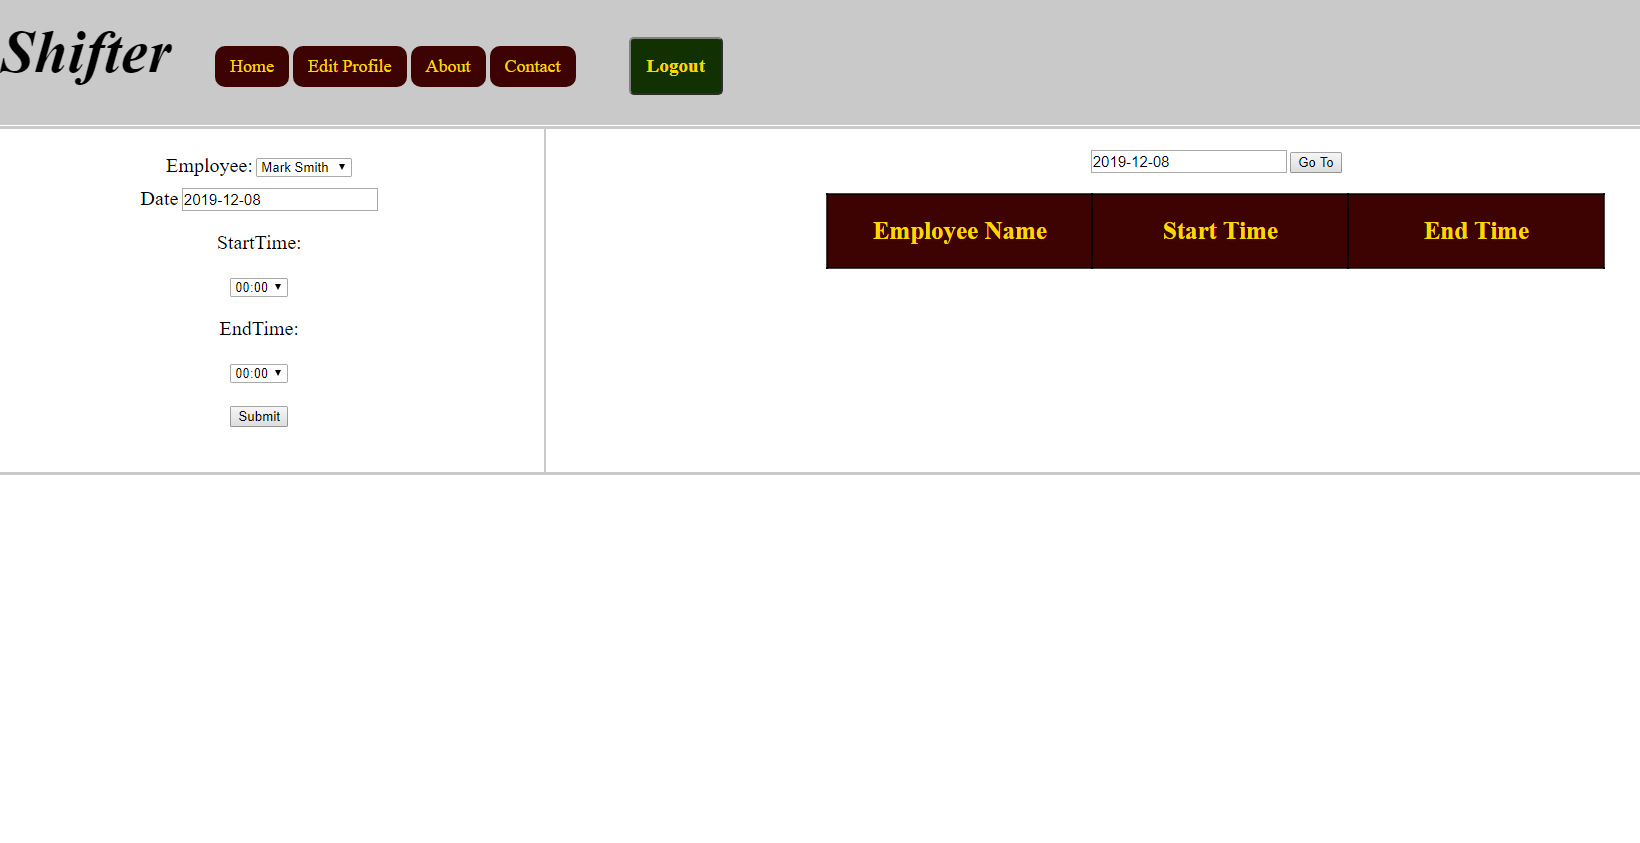 Shifter
Home Edit Profile About Contact Logout
Employee: Mark Smith
Date 2019-12-08
StartTime:
00:00
EndTime:
00:00
Submit
2019-12-08 Go To
Employee Name Start Time End Time